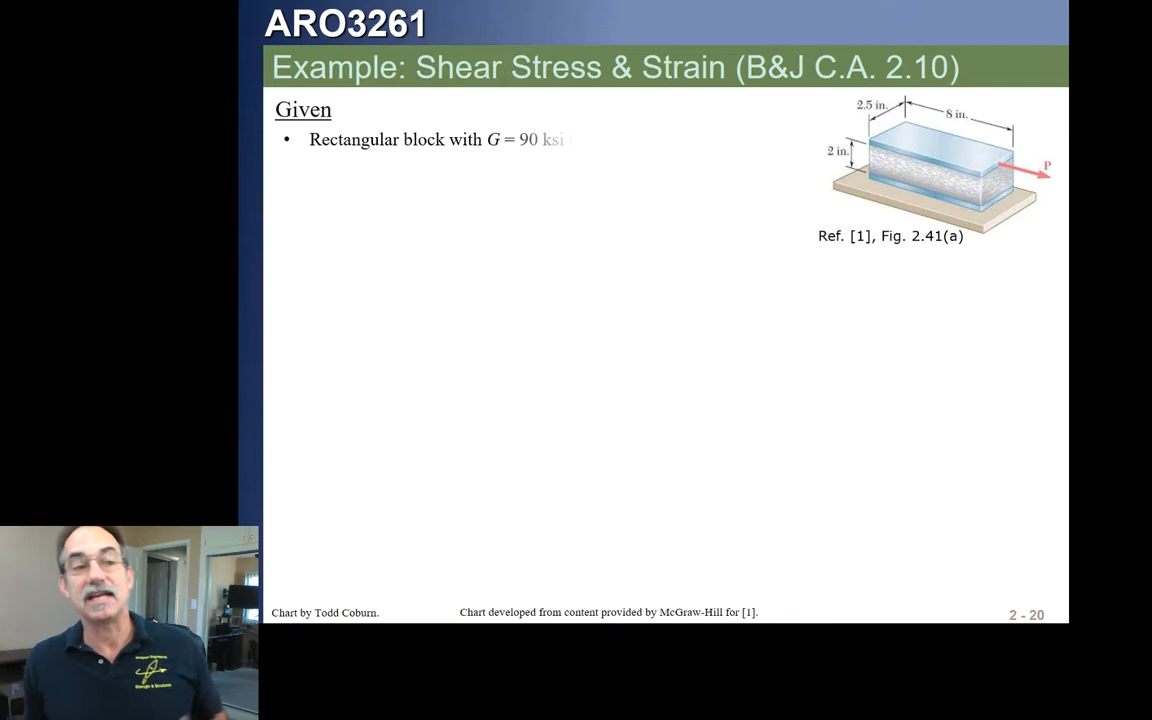 ARO3261
Example: Shear Stress & Strain (B&J C.A. 2.10)
Given
• Rectangular block with G = 90 ksi
2.5 in.
8 in.
2 in.
P
Ref. [1], Fig. 2.41(a)
Chart by Todd Coburn.
Chart developed from content provided by McGraw-Hill for [1].
2 - 20